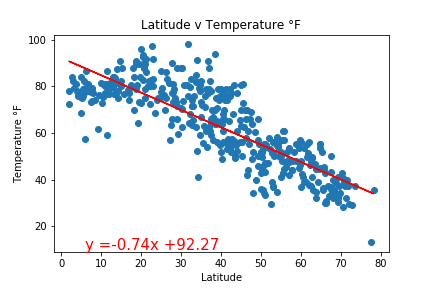 Latitude v Temperature °F
100
80
60
40
20
Temperature °F
y =-0.74x +92.27
0 10 20 30 40 50 60 70 80
Latitude